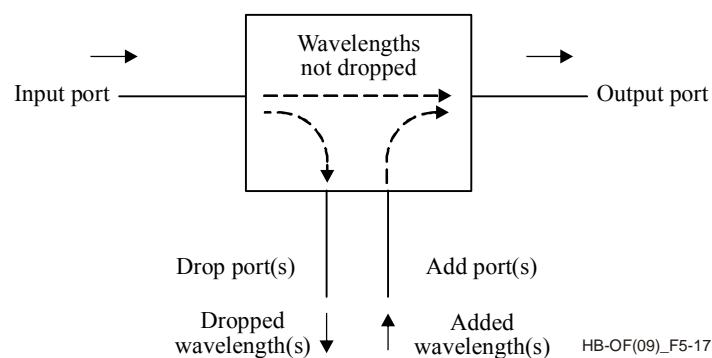 Wavelengths
not dropped
Input port
Output port
Drop port(s)
Add port(s)
Dropped
wavelength(s)
Added
wavelength(s)
HB-OF(09)_F5-17